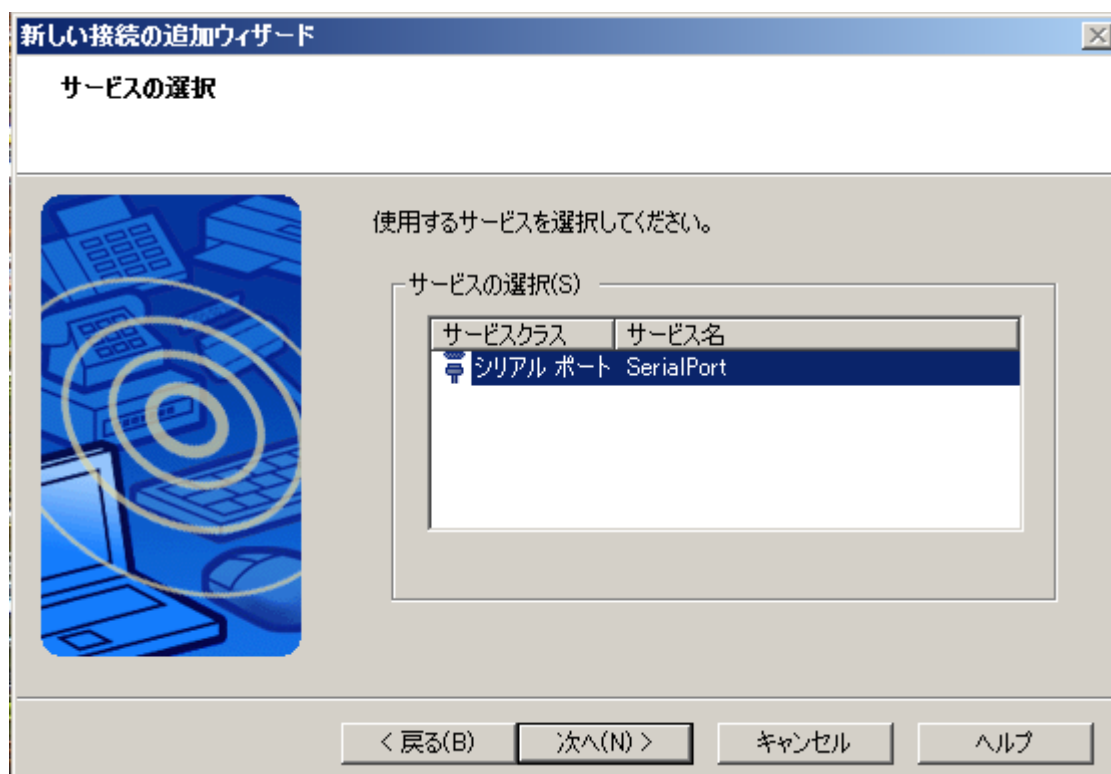 新しい接続の追加ウィザード
サービスの選択
使用するサービスを選択してください。
サービスの選択(S)
サービスクラス サービス名
シリアル ポート SerialPort
< 戻る(B) 次へ(N) > キャンセル ヘルプ